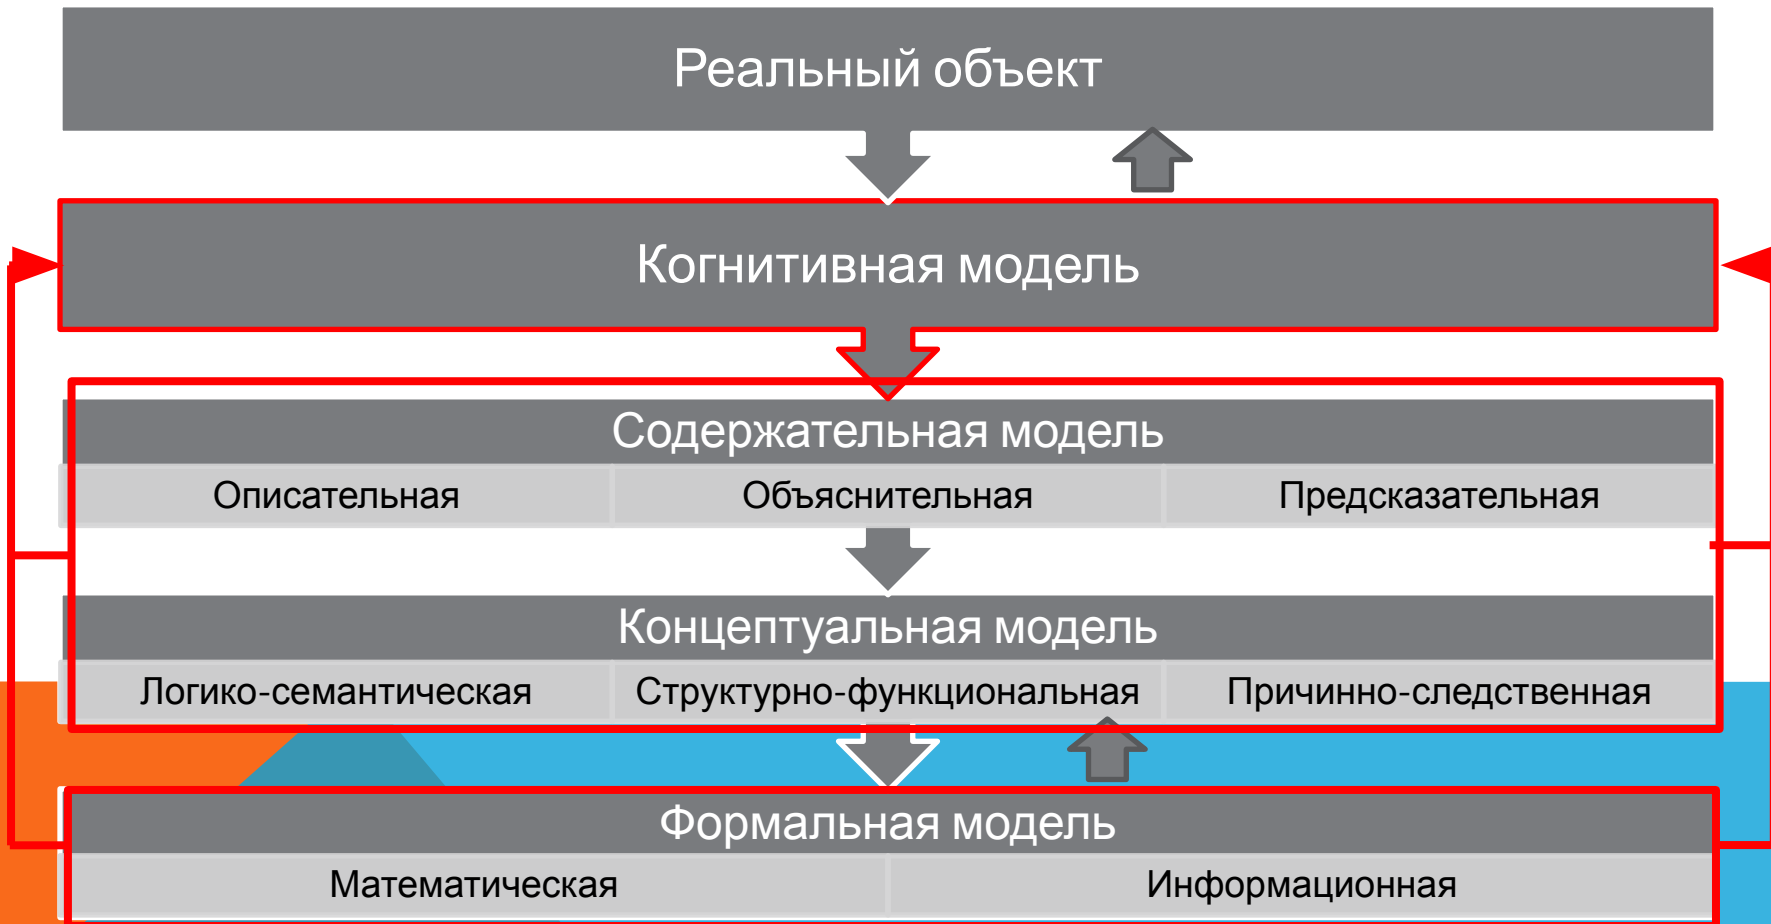 Реальный объект
Когнитивная модель
Содержательная модель
Описательная
Объяснительная
Предсказательная
Концептуальная модель
Логико-семантическая
Структурно-функциональная
Причинно-следственная
Формальная модель
Математическая
Информационная